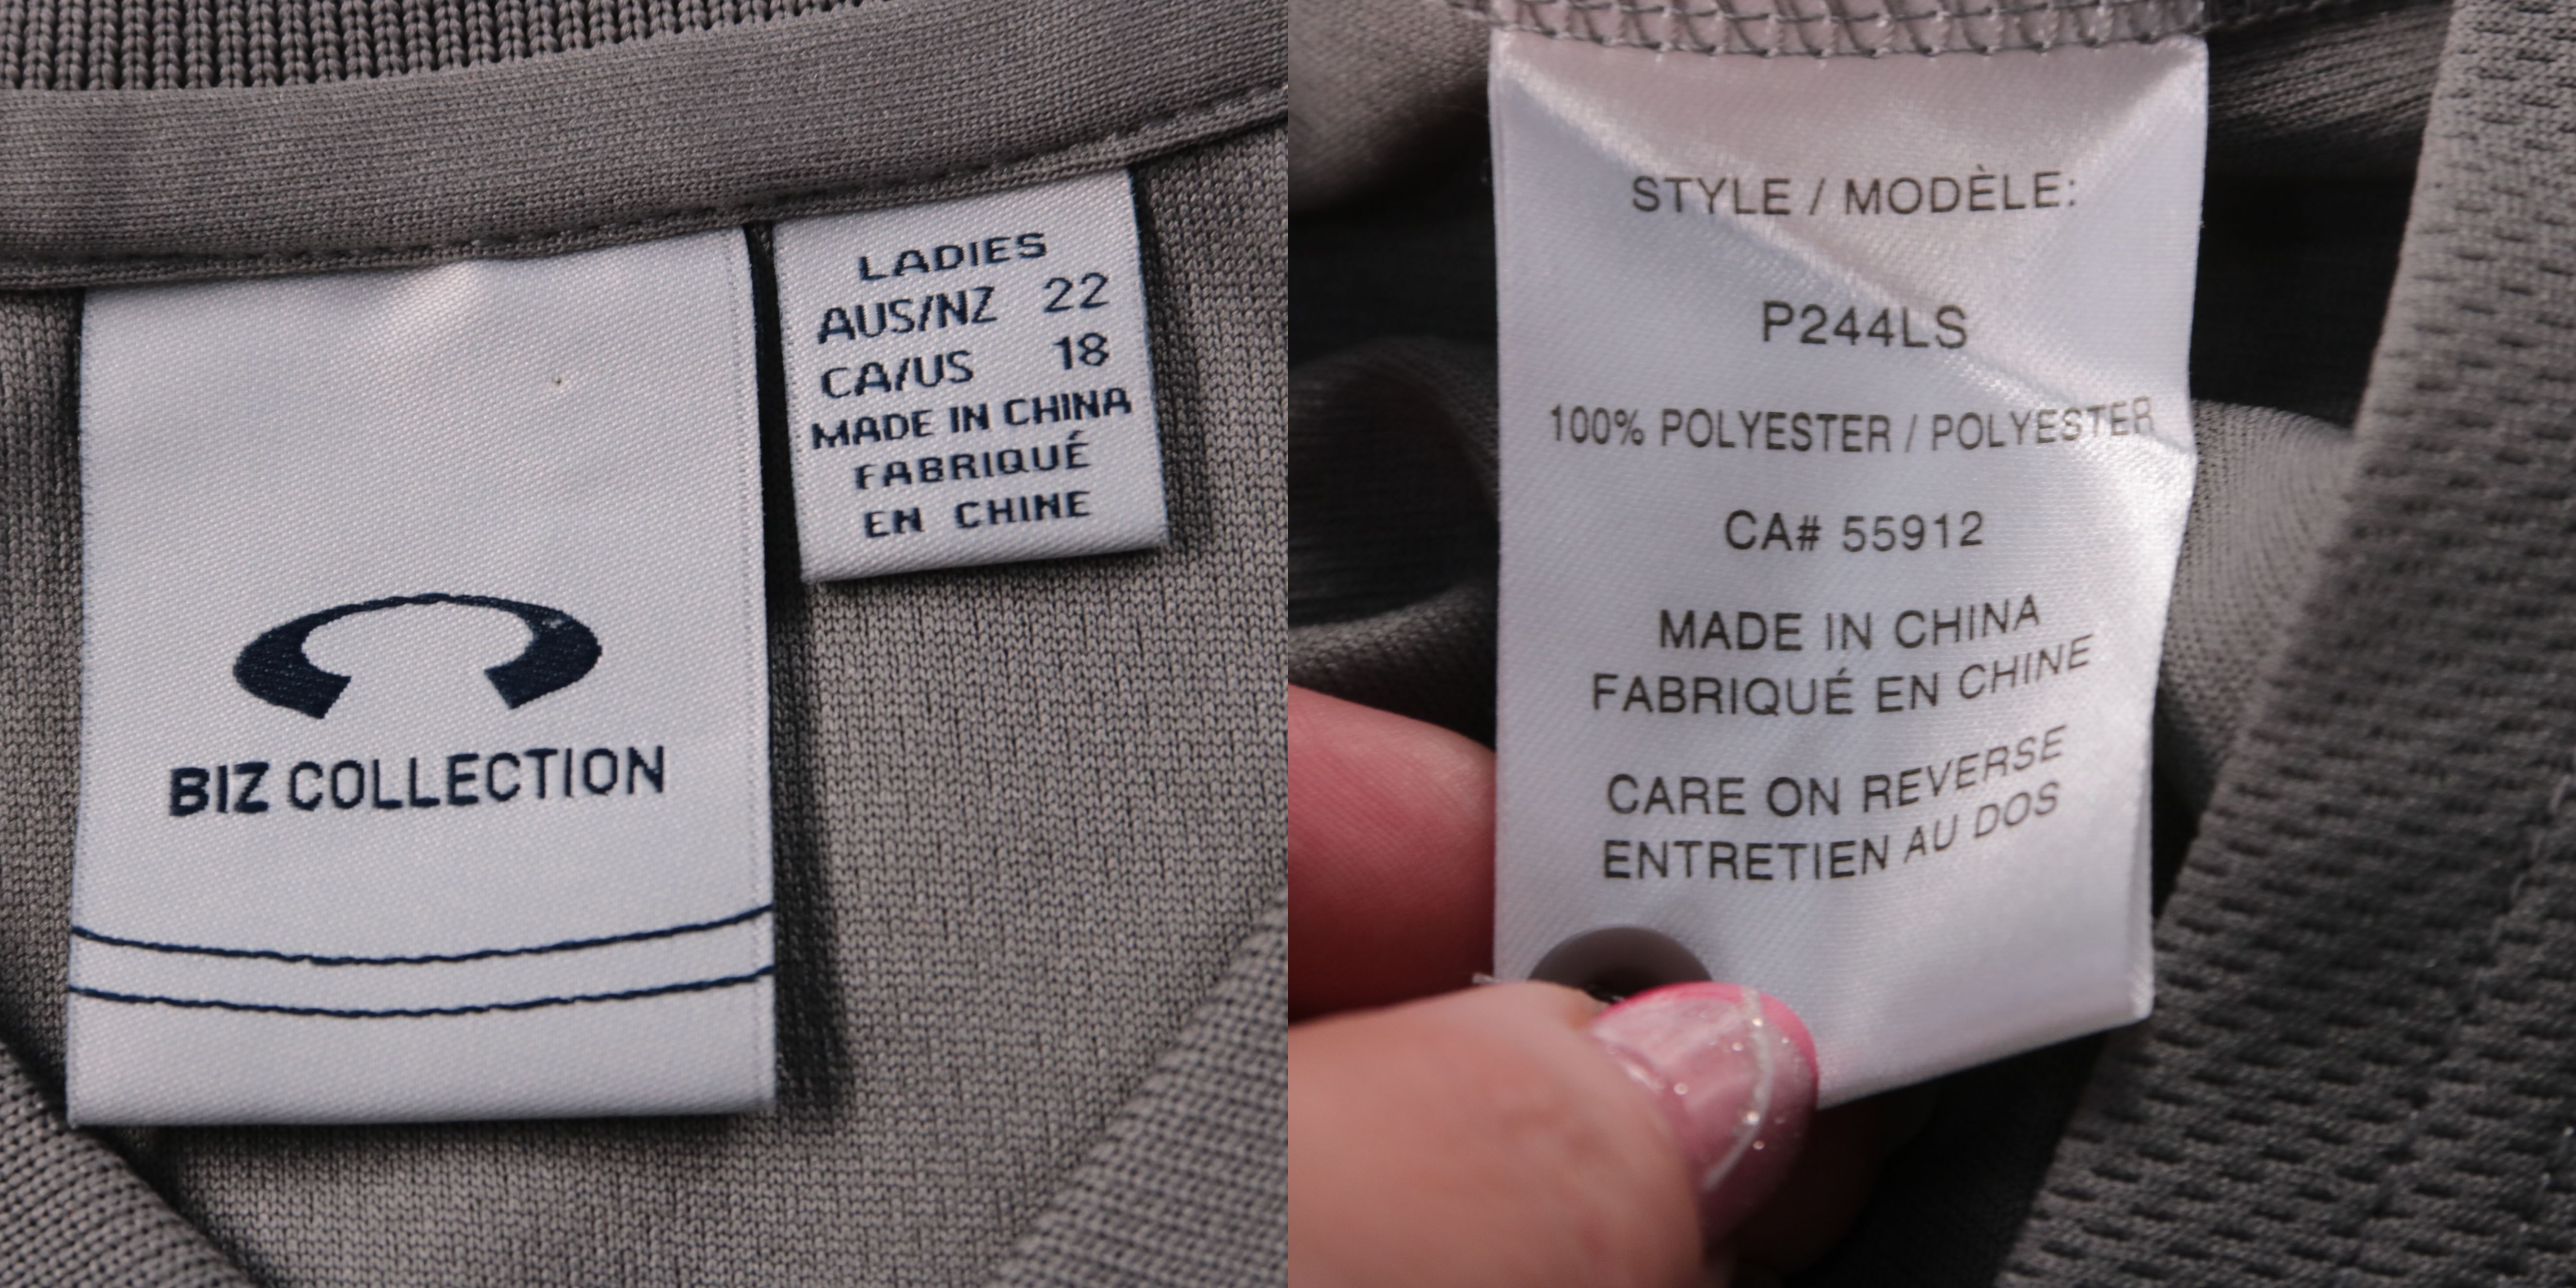 LADIES
AUS/NZ 22
CA/US 18
MADE IN CHINA
FABRIQUÉ
EN CHINE
BIZ COLLECTION
STYLE / MODÈLE:
P244LS
100% POLYESTER / POLYESTER
CA# 55912
MADE IN CHINA
FABRIQUÉ EN CHINE
CARE ON REVERSE
ENTRETIEN AU DOS